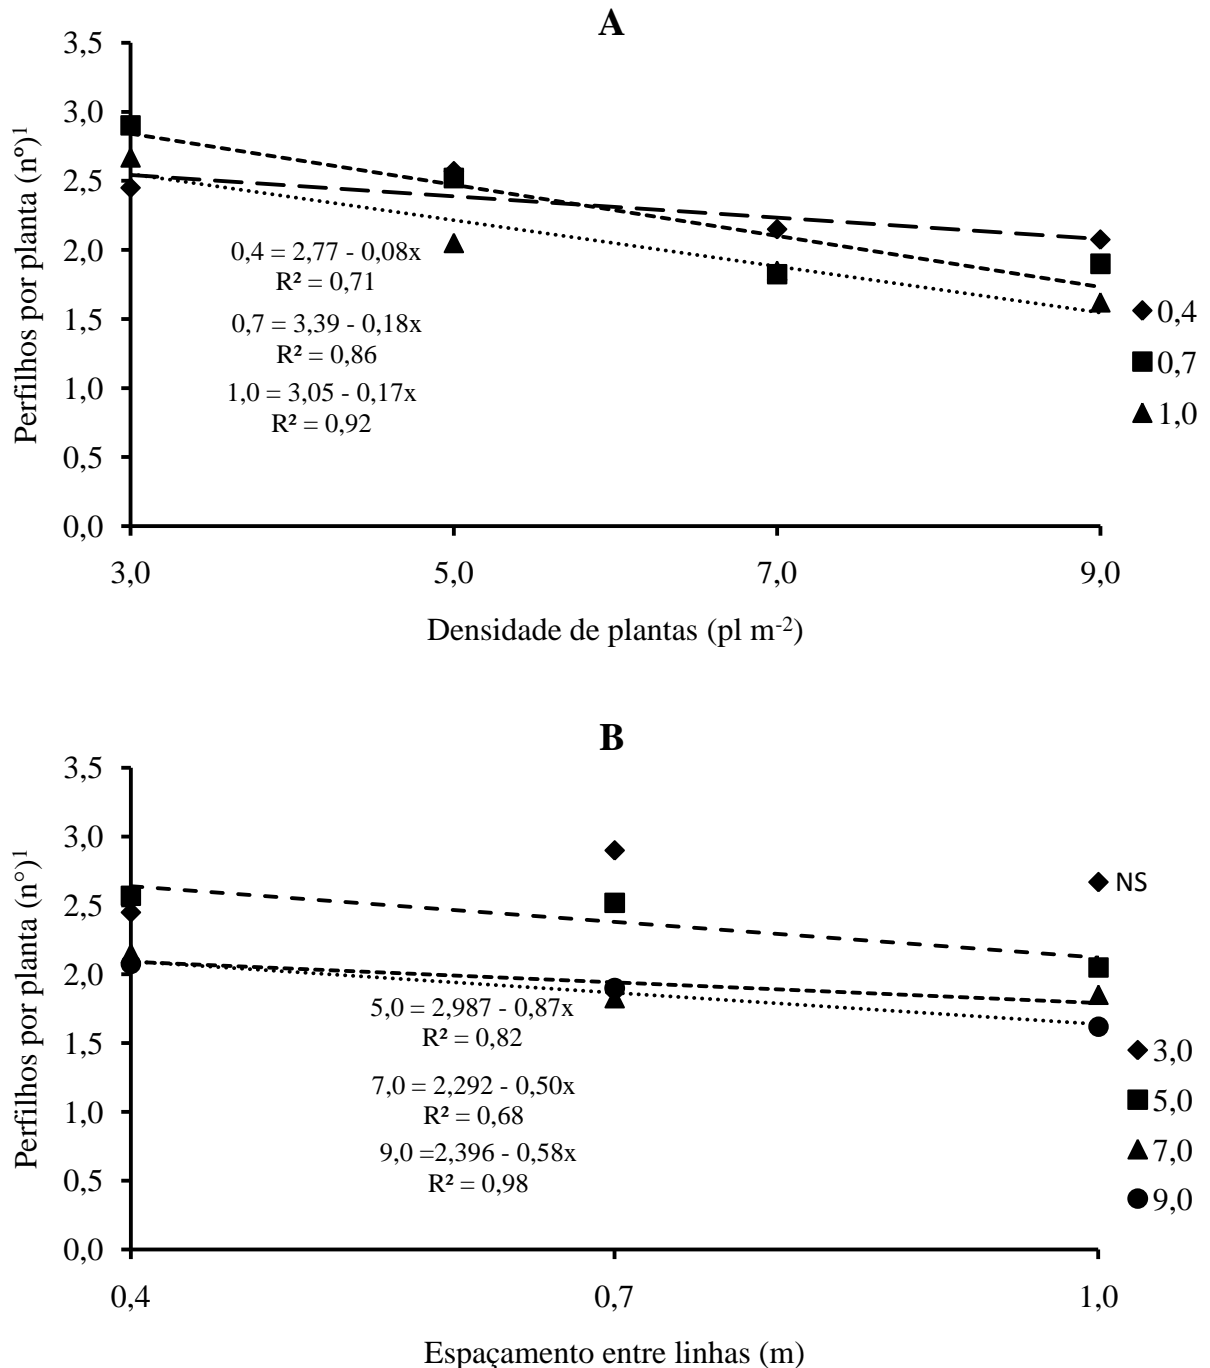 A
3,5
3,0
2,5
2,0
1,5
1,0
0,5
0,0
Perfilhos por planta (nº)¹
0,4 = 2,77 - 0,08x
R² = 0,71
0,7 = 3,39 - 0,18x
R² = 0,86
1,0 = 3,05 - 0,17x
R² = 0,92
0,4
0,7
1,0
3,0 5,0 7,0 9,0
Densidade de plantas (pl m⁻²)
B
3,5
3,0
2,5
2,0
1,5
1,0
0,5
0,0
Perfilhos por planta (n°)¹
NS
5,0 = 2,987 - 0,87x
R² = 0,82
7,0 = 2,292 - 0,50x
R² = 0,68
9,0 =2,396 - 0,58x
R² = 0,98
3,0
5,0
7,0
9,0
0,4 0,7 1,0
Espaçamento entre linhas (m)